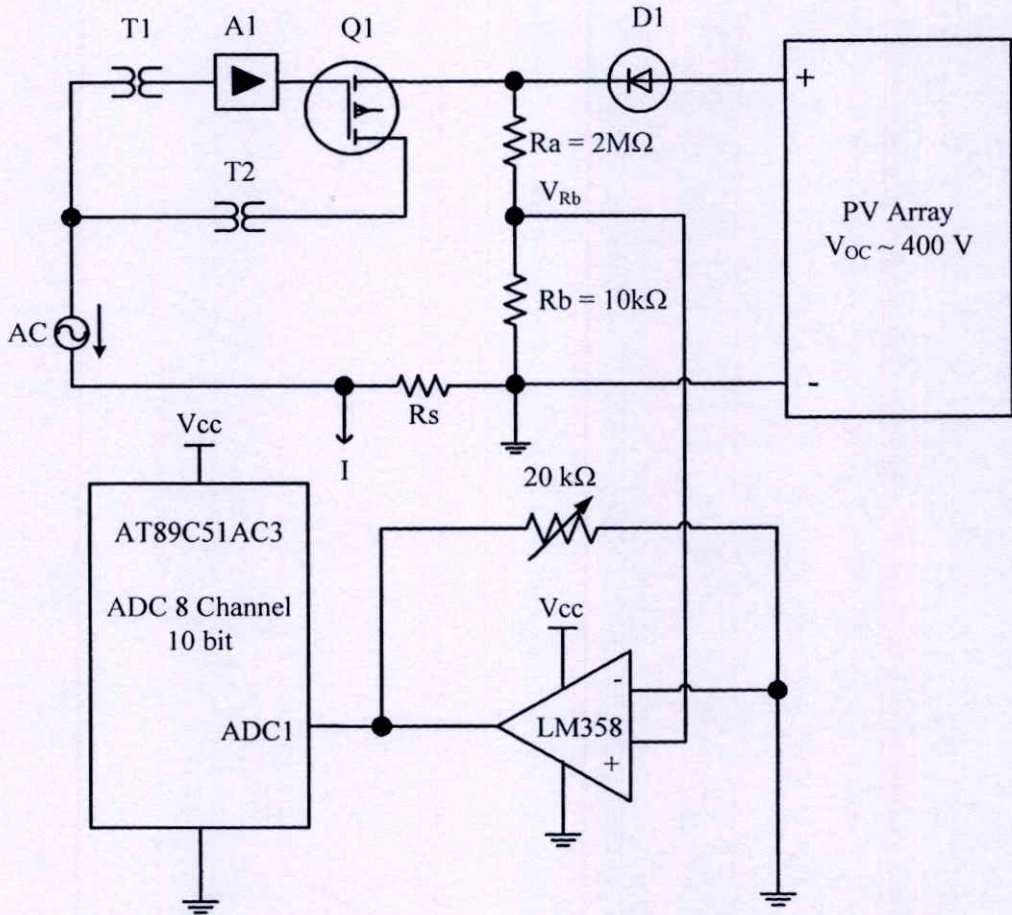 T1
A1
Q1
D1
+
Ra = 2MΩ
T2
V_Rb
PV Array
V_OC ~ 400 V
Rb = 10kΩ
AC
-
Rs
Vcc
I
20 kΩ
AT89C51AC3
ADC 8 Channel
10 bit
Vcc
-
ADC1
LM358
+